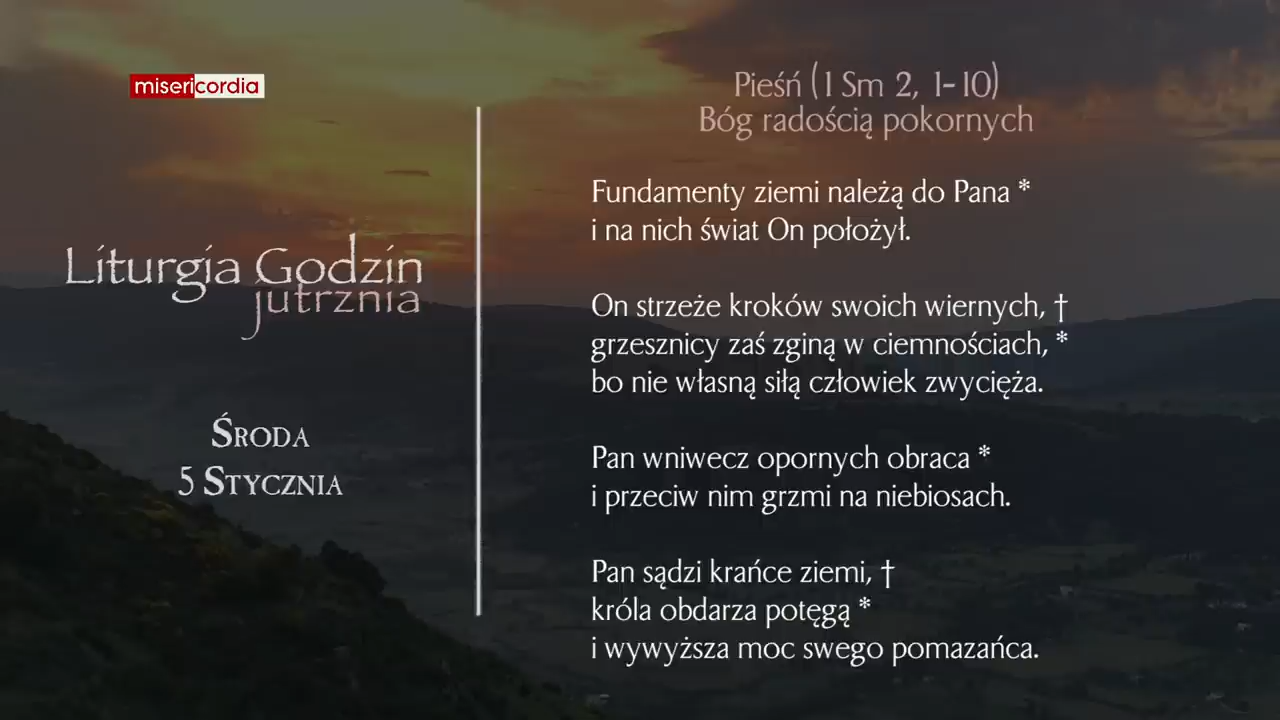 misericordia
Liturgia Godzin
jutrznia
Środa
5 Stycznia
Pieśń (1 Sm 2, 1-10)
Bóg radością pokornych
Fundamenty ziemi należą do Pana *
i na nich świat On położył.
On strzeże kroków swoich wiernych, †
grzesznicy zaś zginą w ciemnościach, *
bo nie własną siłą człowiek zwycięża.
Pan wniwecz opornych obraca *
i przeciw nim grzmi na niebiosach.
Pan sądzi krańce ziemi, †
króla obdarza potęgą *
i wywyższa moc swego pomazańca.